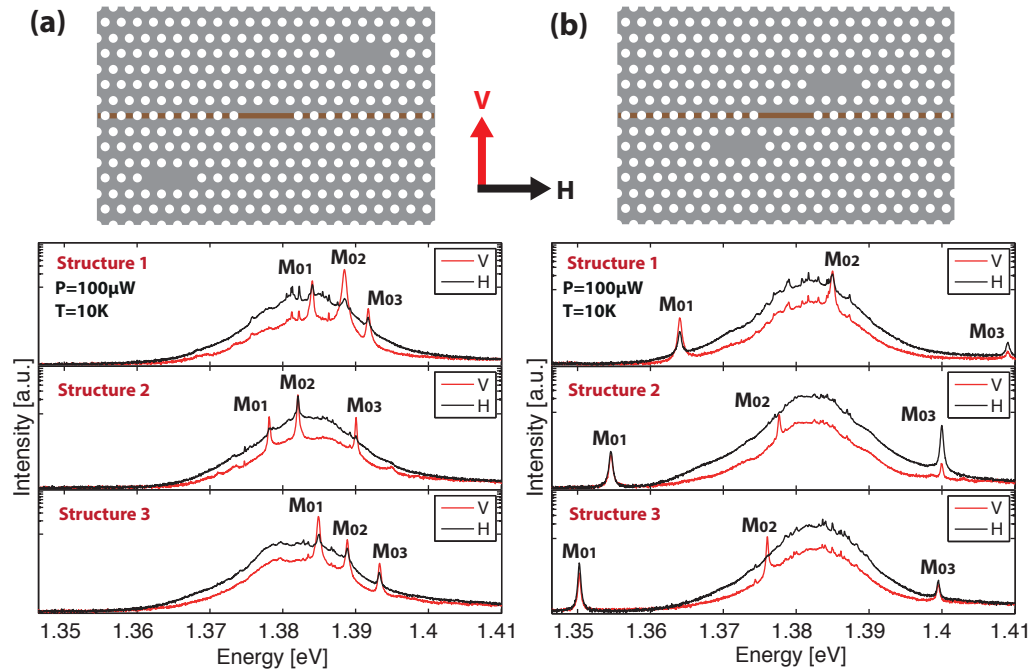 (a)
(b)
V
H
Structure 1
P=100μW
T=10K
M01
M02
M03
V
H
Structure 2
M01
M02
M03
V
H
Structure 3
M01
M02
M03
V
H
Intensity [a.u.]
1.35 1.36 1.37 1.38 1.39 1.4 1.41
Energy [eV]
Structure 1
P=100μW
T=10K
M01
M02
M03
V
H
Structure 2
M01
M02
M03
V
H
Structure 3
M01
M02
M03
V
H
Intensity [a.u.]
1.35 1.36 1.37 1.38 1.39 1.4 1.41
Energy [eV]